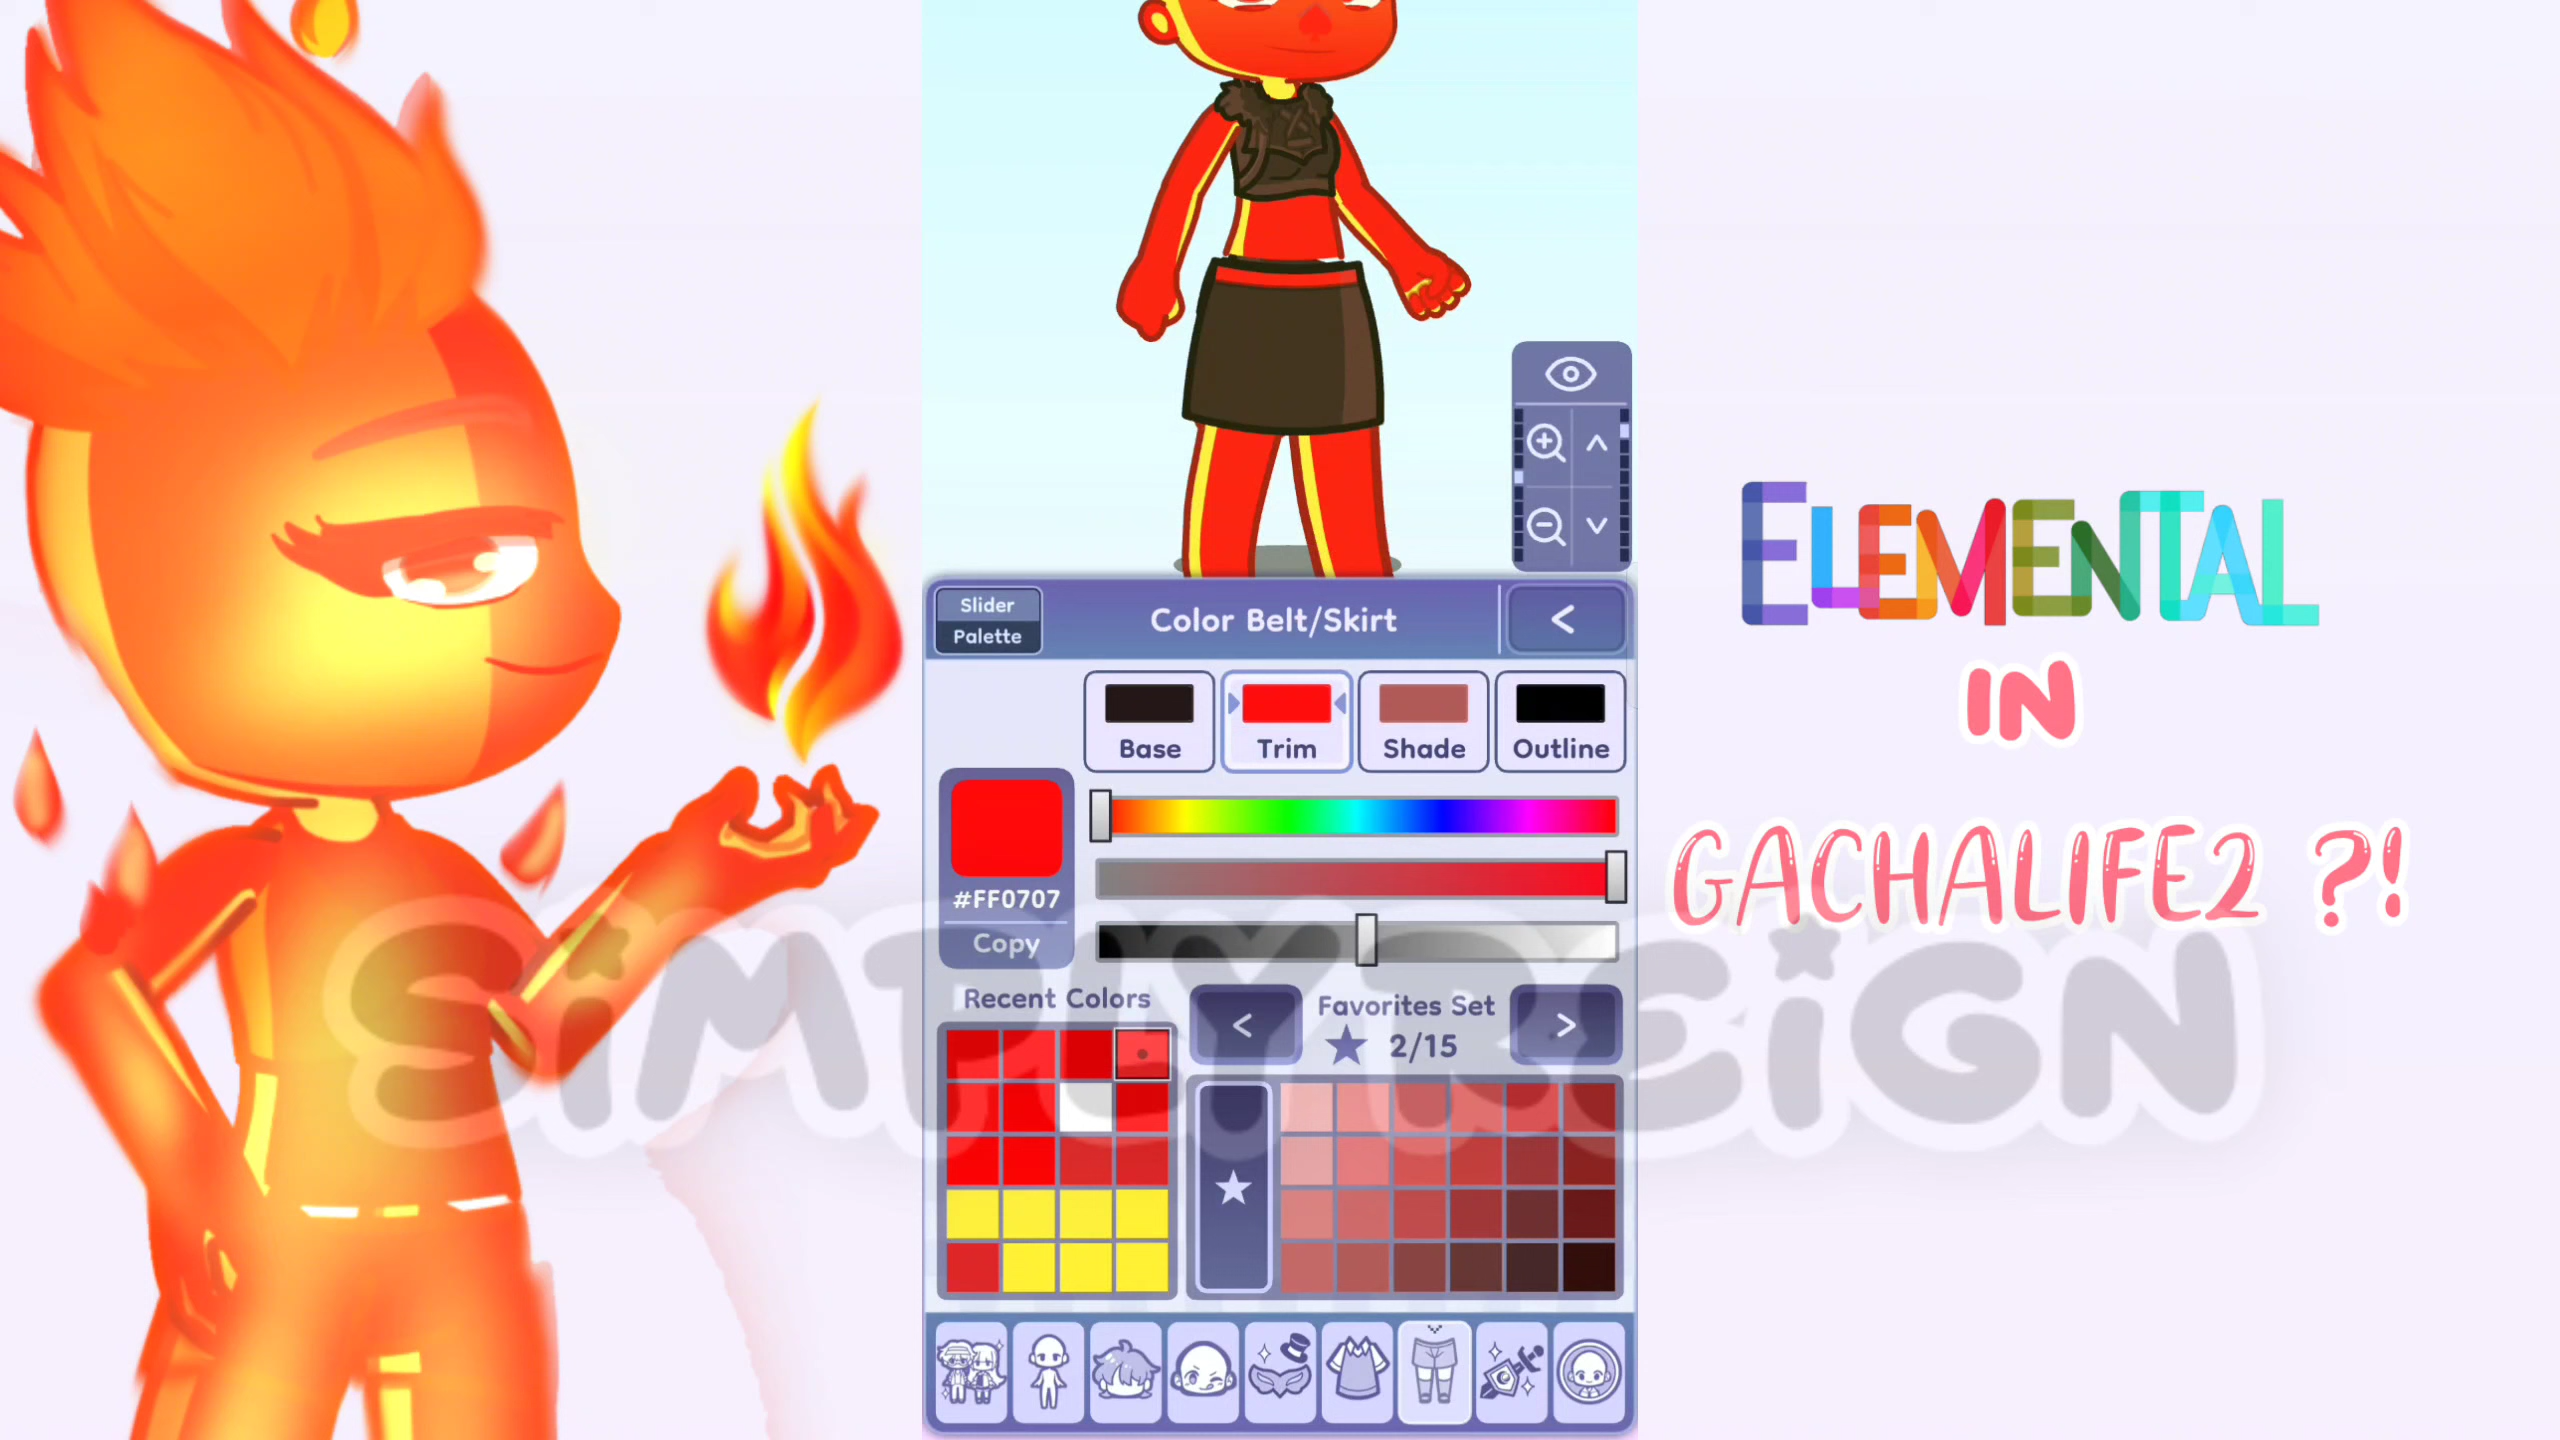 Slider
Palette
Color Belt/Skirt
Base
Trim
Shade
Outline
#FF0707
Copy
Recent Colors
Favorites Set
2/15
ELEMENTAL
IN
GACHALIFE2 ?!
SiMPLYREiGN